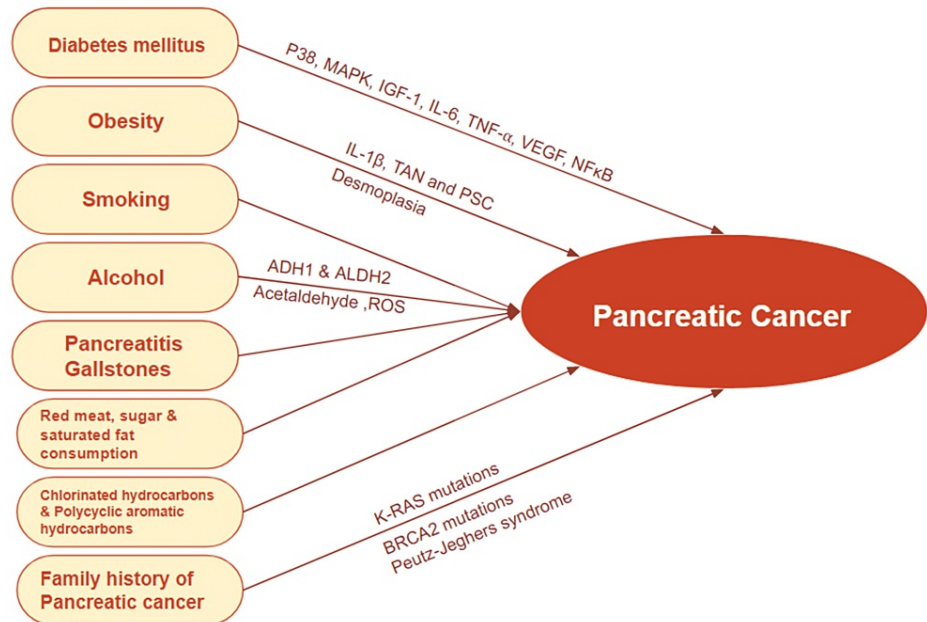 Diabetes mellitus
P38, MAPK, IGF-1, IL-6, TNF-α, VEGF, NFκB
Obesity
IL-1β, TAN and PSC
Desmoplasia
Smoking
Alcohol
ADH1 & ALDH2
Acetaldehyde ,ROS
Pancreatic Cancer
Pancreatitis
Gallstones
Red meat, sugar &
saturated fat
consumption
Chlorinated hydrocarbons
& Polycyclic aromatic
hydrocarbons
K-RAS mutations
BRCA2 mutations
Peutz-Jeghers syndrome
Family history of
Pancreatic cancer